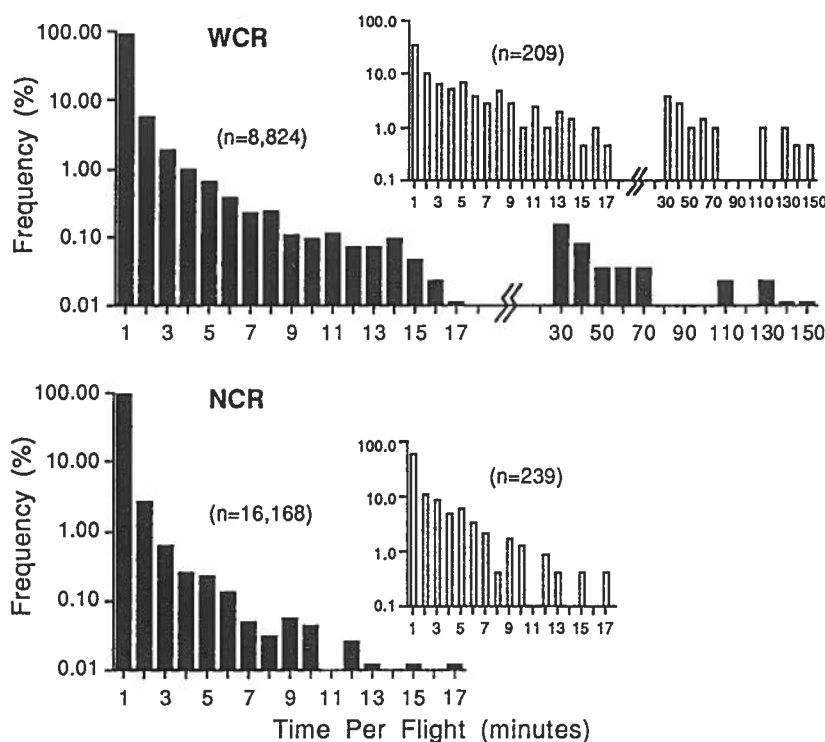 WCR
(n=8,824)
Frequency (%)
100.00
10.00
1.00
0.10
0.01
1 3 5 7 9 11 13 15 17 30 50 70 90 110 130 150
(n=209)
100.0
10.0
1.0
0.1
1 3 5 7 9 11 13 15 17 30 50 70 90 110 130 150
NCR
(n=16,168)
Frequency (%)
100.00
10.00
1.00
0.10
0.01
1 3 5 7 9 11 13 15 17
(n=239)
100.0
10.0
1.0
0.1
1 3 5 7 9 11 13 15 17
Time Per Flight (minutes)